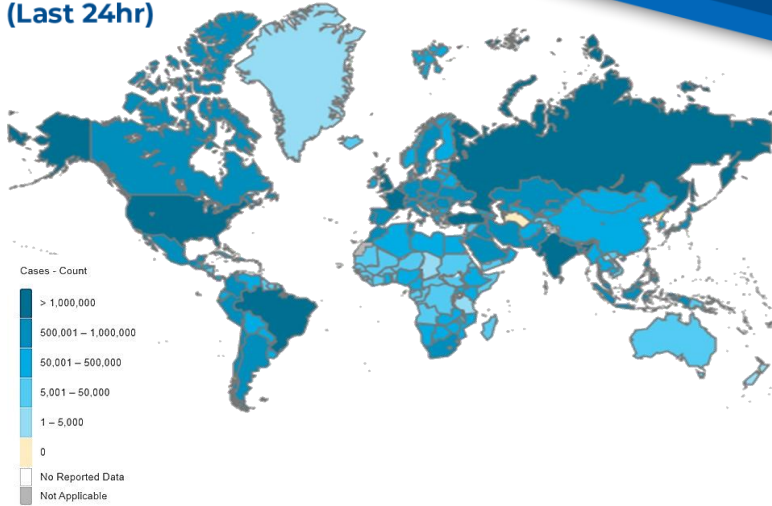 (Last 24hr)
Cases - Count
> 1,000,000
500,001 – 1,000,000
50,001 – 500,000
5,001 – 50,000
1 – 5,000
0
No Reported Data
Not Applicable